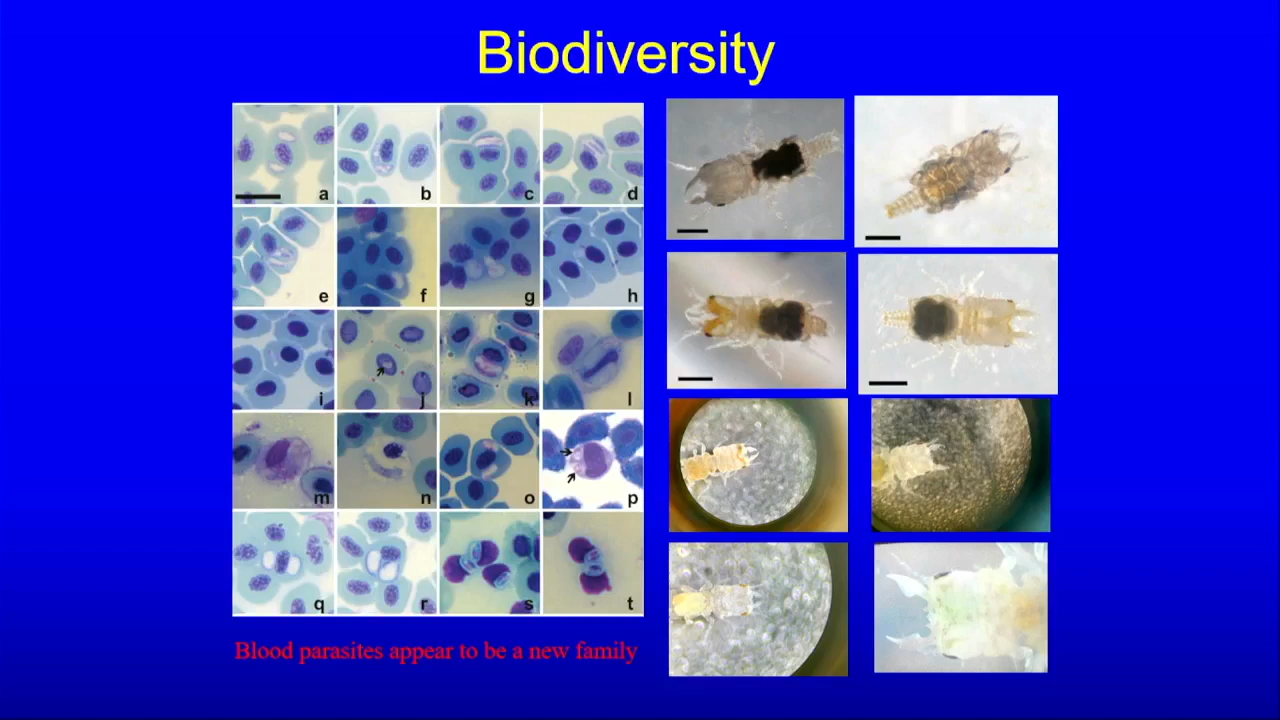 Biodiversity
a b c d
e f g h
i j k l
m n o p
q r s t
Blood parasites appear to be a new family